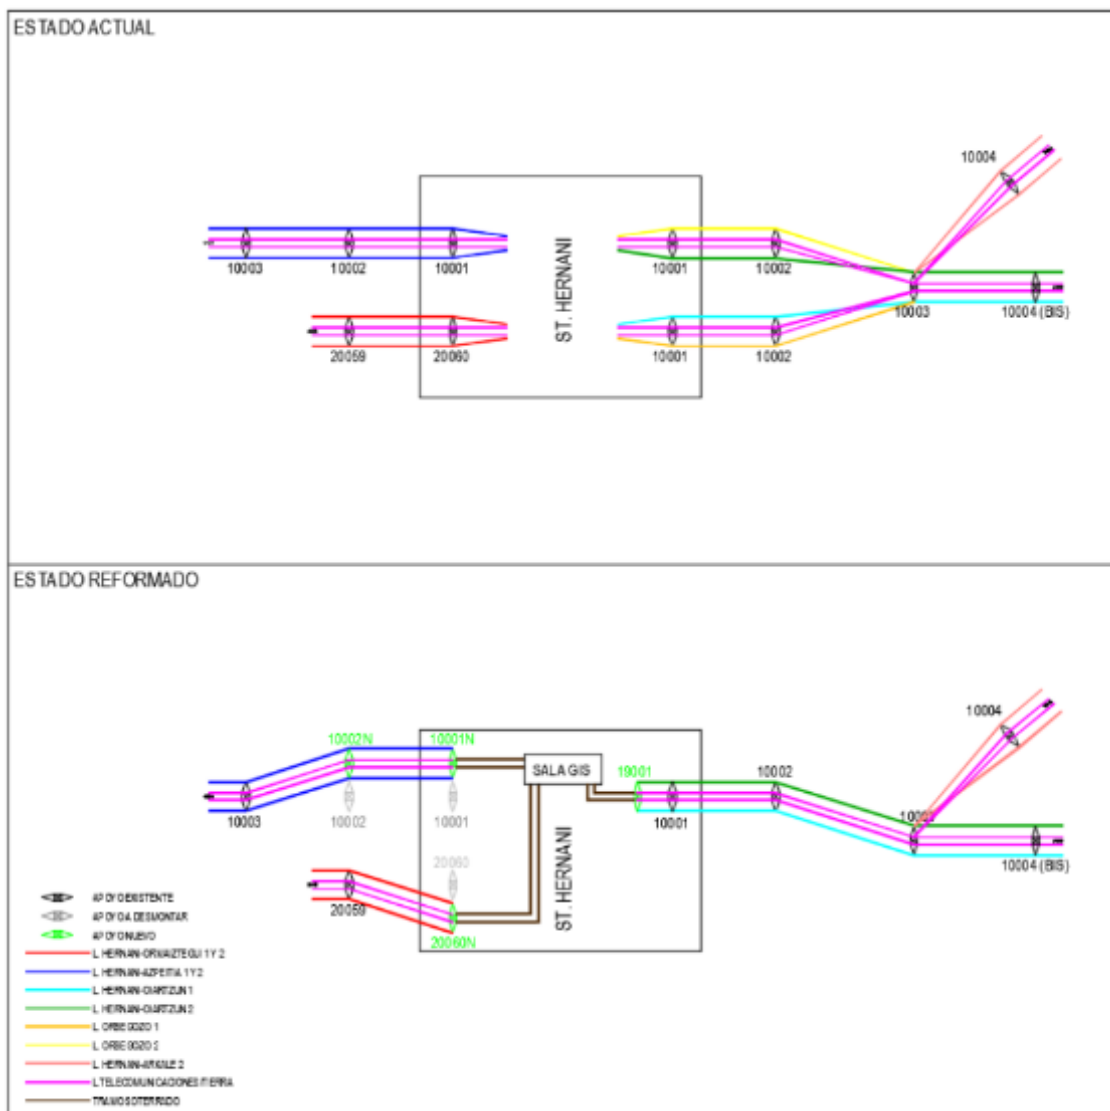 ESTADO ACTUAL
10004
10003
10002
10001
ST. HERNANI
10001
10002
10003
10004 (BIS)
20059
20060
10001
10002
ESTADO REFORMADO
10004
10002N
10001N
SALA GIS
19001
10002
10003
10002
10001
10001
10004 (BIS)
20060
20059
20060N
ST. HERNANI
APOYO EXISTENTE
APOYO A DESMONTAR
APOYO NUEVO
L. HERNANI-ORMAIZTEGUI 1 Y 2
L. HERNANI-AZPEITIA 1 Y 2
L. HERNANI-OIARTZUN 1
L. HERNANI-OIARTZUN 2
L. ORBEGOZO 1
L. ORBEGOZO 2
L. HERNANI-ARKALE 2
L. TELECOMUNICACIONES/TIERRA
TRAMO SOTERRADO